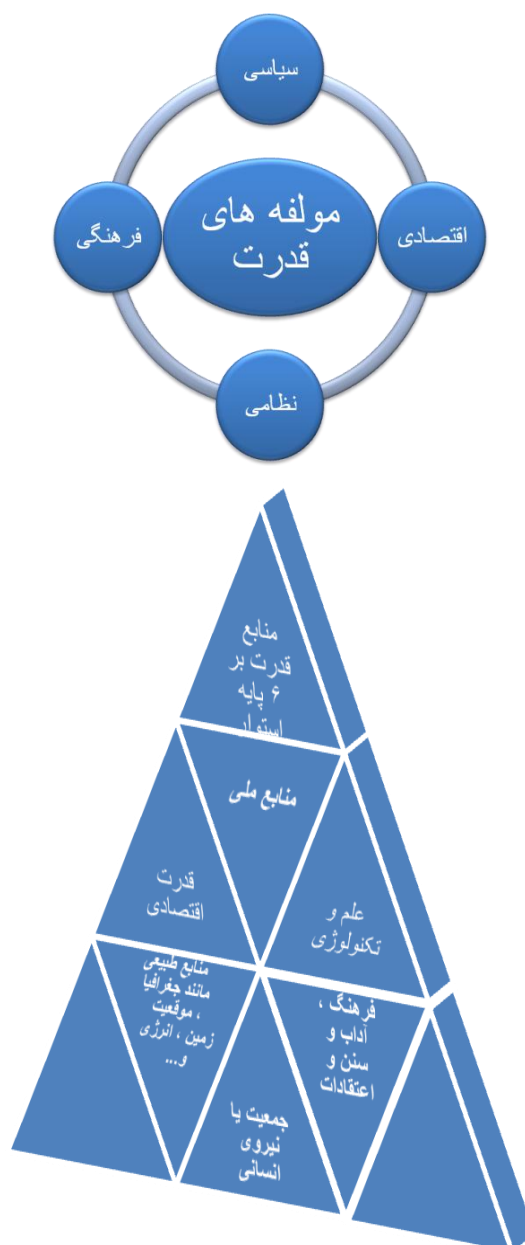 سیاسی
مولفه های
قدرت
اقتصادی
فرهنگی
نظامی
منابع
قدرت بر
۶ پایه
استوار
منابع ملی
علم و
تکنولوژی
قدرت
اقتصادی
فرهنگ ،
آداب و
سنن و
اعتقادات
جمعیت یا
نیروی
انسانی
منابع طبیعی
مانند جغرافیا
، موقعیت
زمین ، انرژی
و...